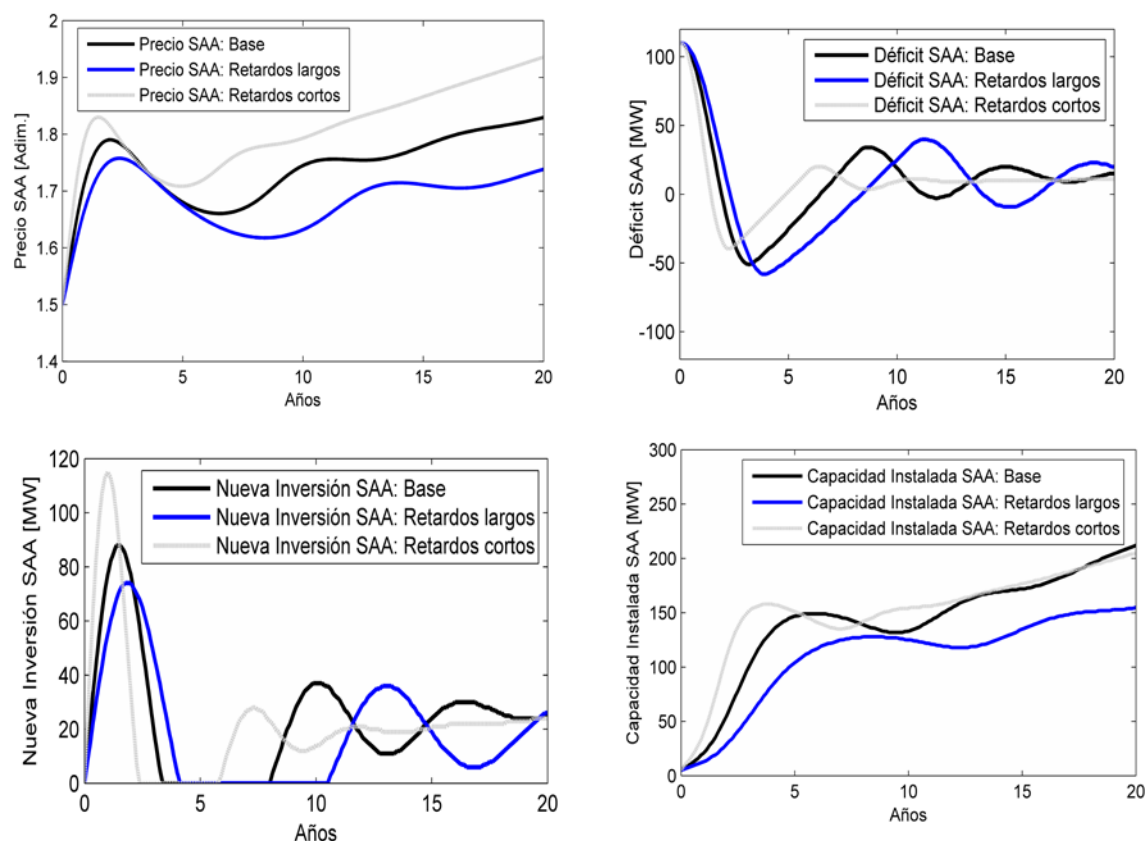 Precio SAA [Adim.]
2
1.9
1.8
1.7
1.6
1.5
1.4
Precio SAA: Base
Precio SAA: Retardos largos
Precio SAA: Retardos cortos
0 5 10 15 20
Años
Déficit SAA [MW]
100
50
0
-50
-100
Déficit SAA: Base
Déficit SAA: Retardos largos
Déficit SAA: Retardos cortos
0 5 10 15 20
Años
Nueva Inversión SAA [MW]
120
100
80
60
40
20
0
Nueva Inversión SAA: Base
Nueva Inversión SAA: Retardos largos
Nueva Inversión SAA: Retardos cortos
0 5 10 15 20
Años
Capacidad Instalada SAA [MW]
300
250
200
150
100
50
0
Capacidad Instalada SAA: Base
Capacidad Instalada SAA: Retardos largos
Capacidad Instalada SAA: Retardos cortos
0 5 10 15 20
Años